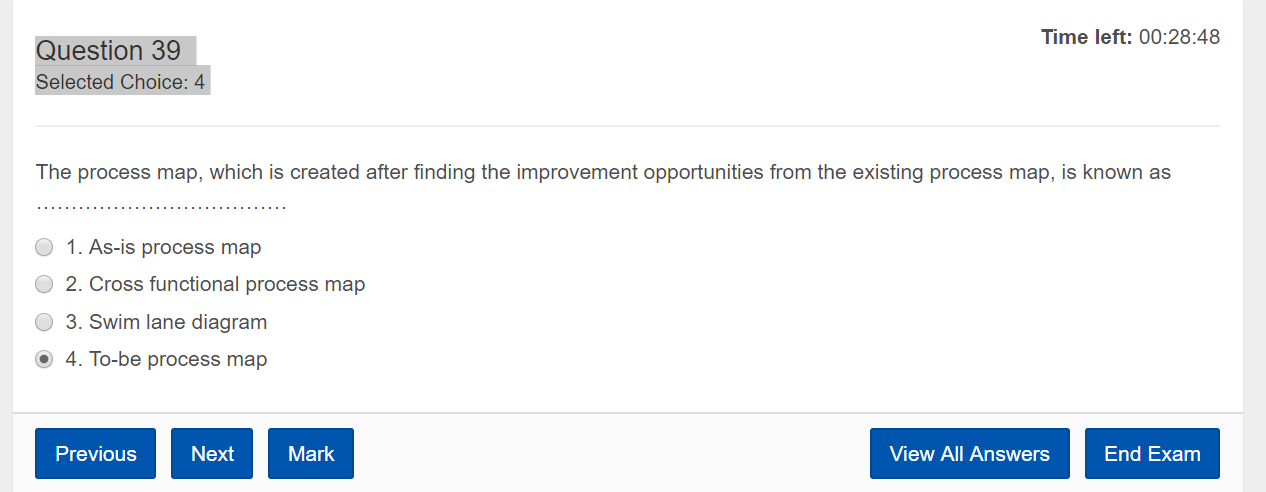 Question 39
Time left: 00:28:48
Selected Choice: 4
The process map, which is created after finding the improvement opportunities from the existing process map, is known as
………………………………
1. As-is process map
2. Cross functional process map
3. Swim lane diagram
4. To-be process map
Previous Next Mark View All Answers End Exam